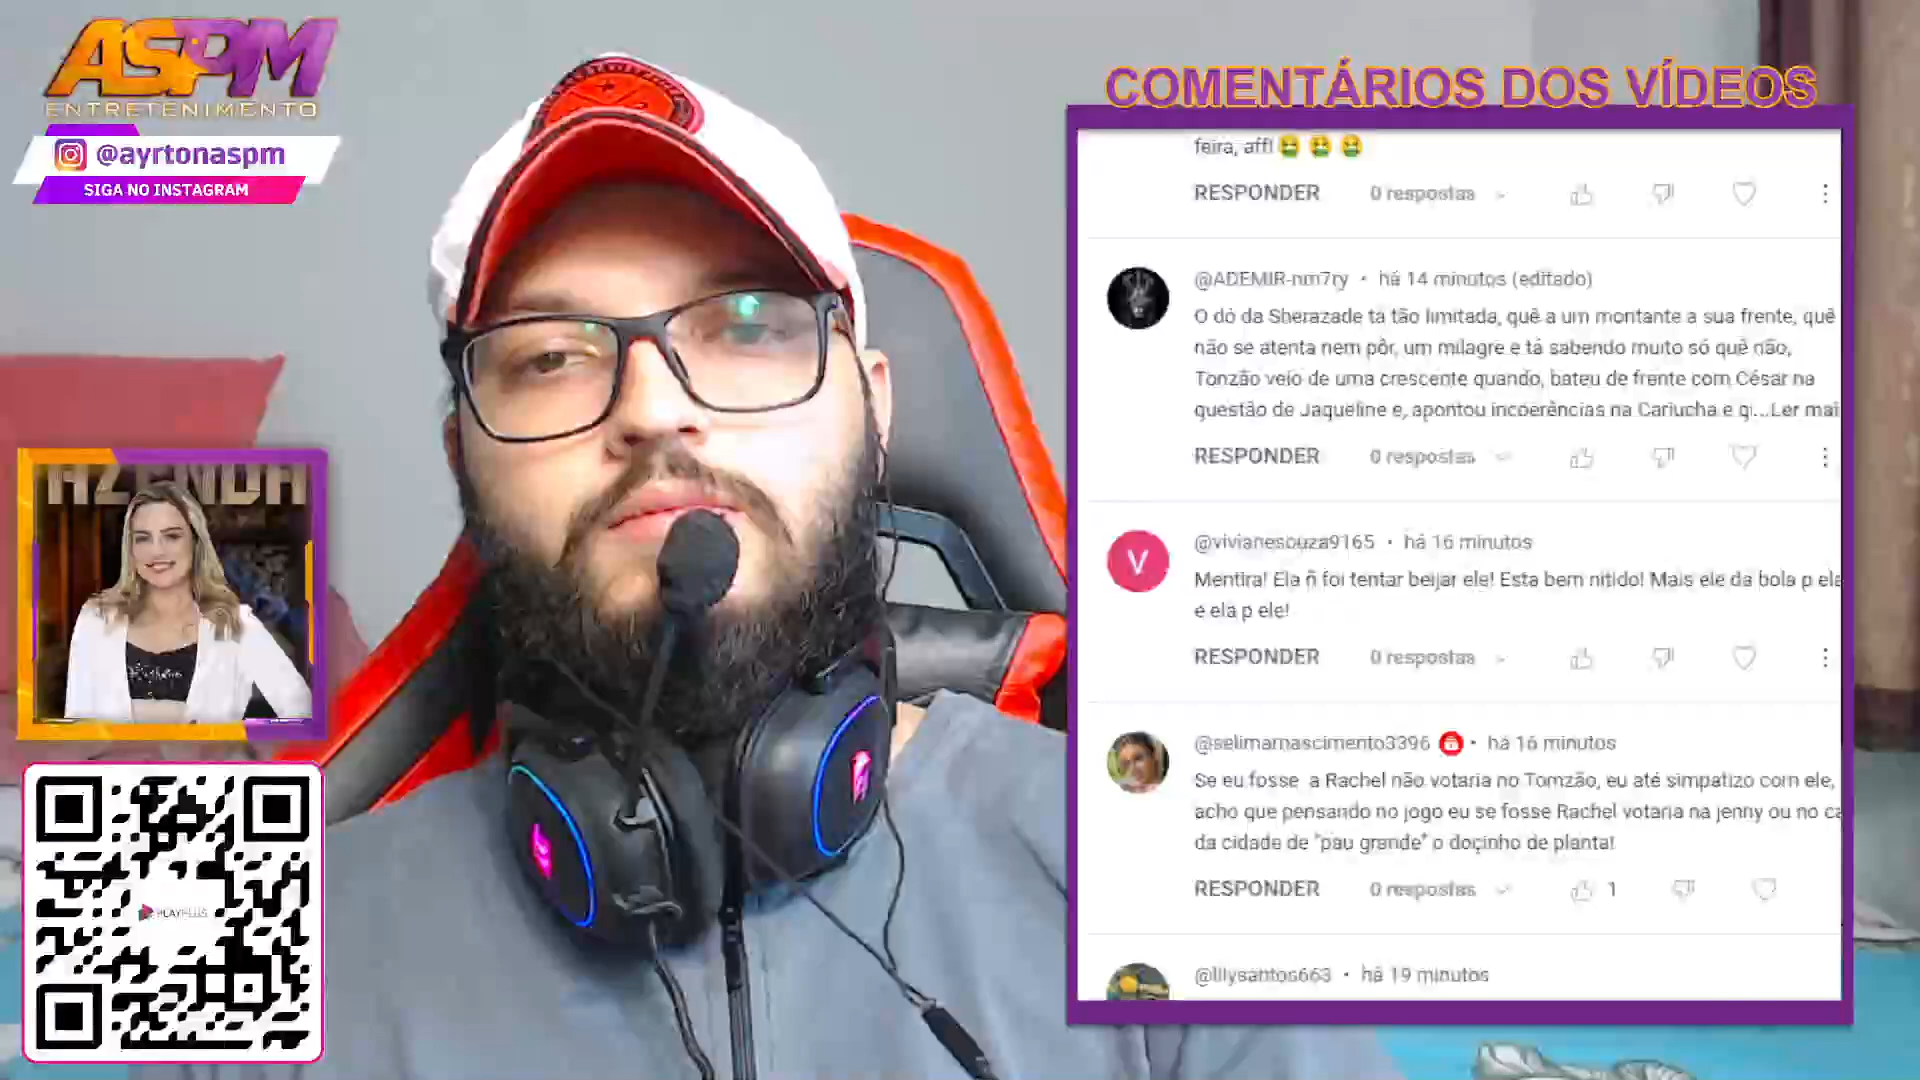 ASPM
ENTRETENIMENTO
@ayrtonaspm
SIGA NO INSTAGRAM
AZENDA
PLAYPLUS
COMENTÁRIOS DOS VÍDEOS
feira, aff!
RESPONDER 0 respostas
@ADEMIR-nm7ry • há 14 minutos (editado)
O dó da Sherazade ta tão limitada, quê a um montante a sua frente, quê
não se atenta nem pôr, um milagre e tá sabendo muito só quê não,
Tonzão veio de uma crescente quando, bateu de frente com César na
questão de Jaqueline e, apontou incoerências na Cariucha e q...Ler mai
RESPONDER 0 respostas
V
@vivianesouza9165 • há 16 minutos
Mentira! Ela ñ foi tentar beijar ele! Esta bem nitido! Mais ele da bola p ela
e ela p ele!
RESPONDER 0 respostas
@selimarnascimento3396 • há 16 minutos
Se eu fosse a Rachel não votaria no Tomzão, eu até simpatizo com ele,
acho que pensando no jogo eu se fosse Rachel votaria na jenny ou no ca
da cidade de "pau grande" o doçinho de planta!
RESPONDER 0 respostas 1
@lilysantos663 • há 19 minutos